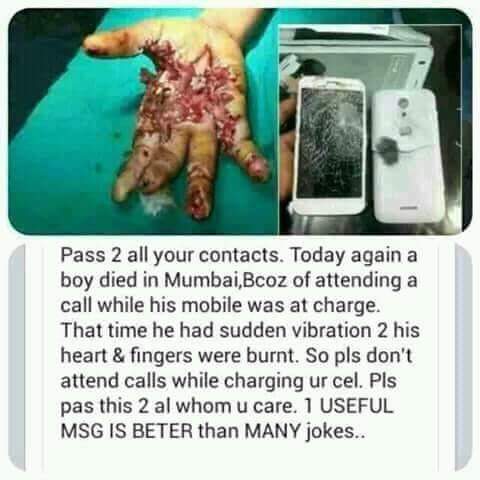 Pass 2 all your contacts. Today again a
boy died in Mumbai,Bcoz of attending a
call while his mobile was at charge.
That time he had sudden vibration 2 his
heart & fingers were burnt. So pls don't
attend calls while charging ur cel. Pls
pas this 2 al whom u care. 1 USEFUL
MSG IS BETER than MANY jokes..